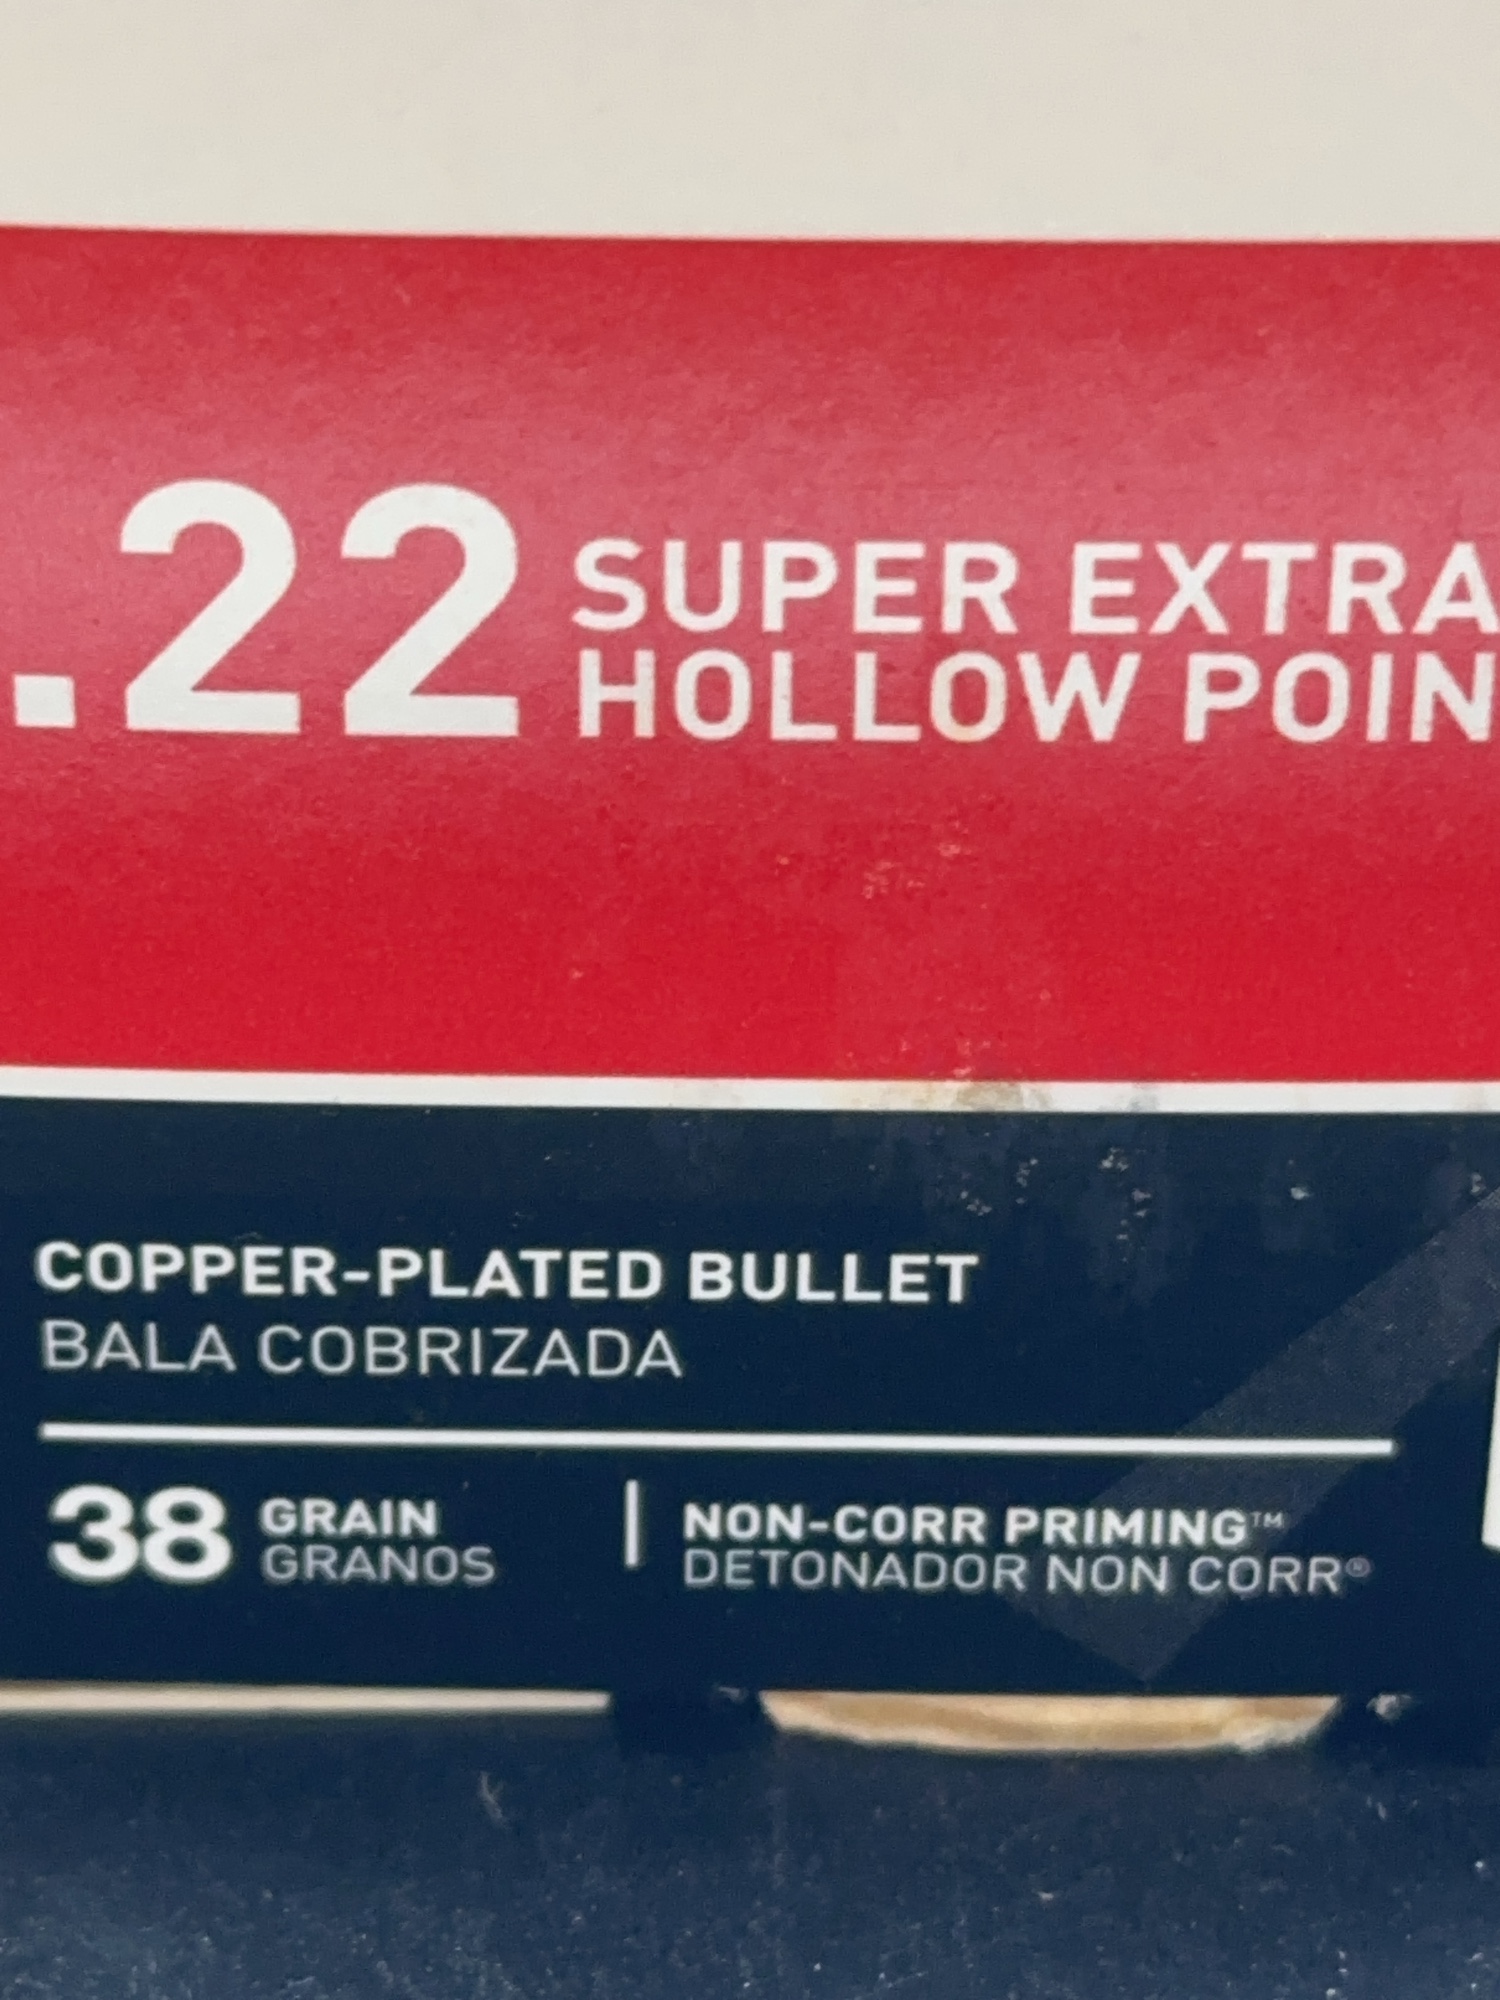 .22 SUPER EXTRA
HOLLOW POIN
COPPER-PLATED BULLET
BALA COBRIZADA
38 GRAIN
GRANOS
NON-CORR PRIMING™
DETONADOR NON CORR®